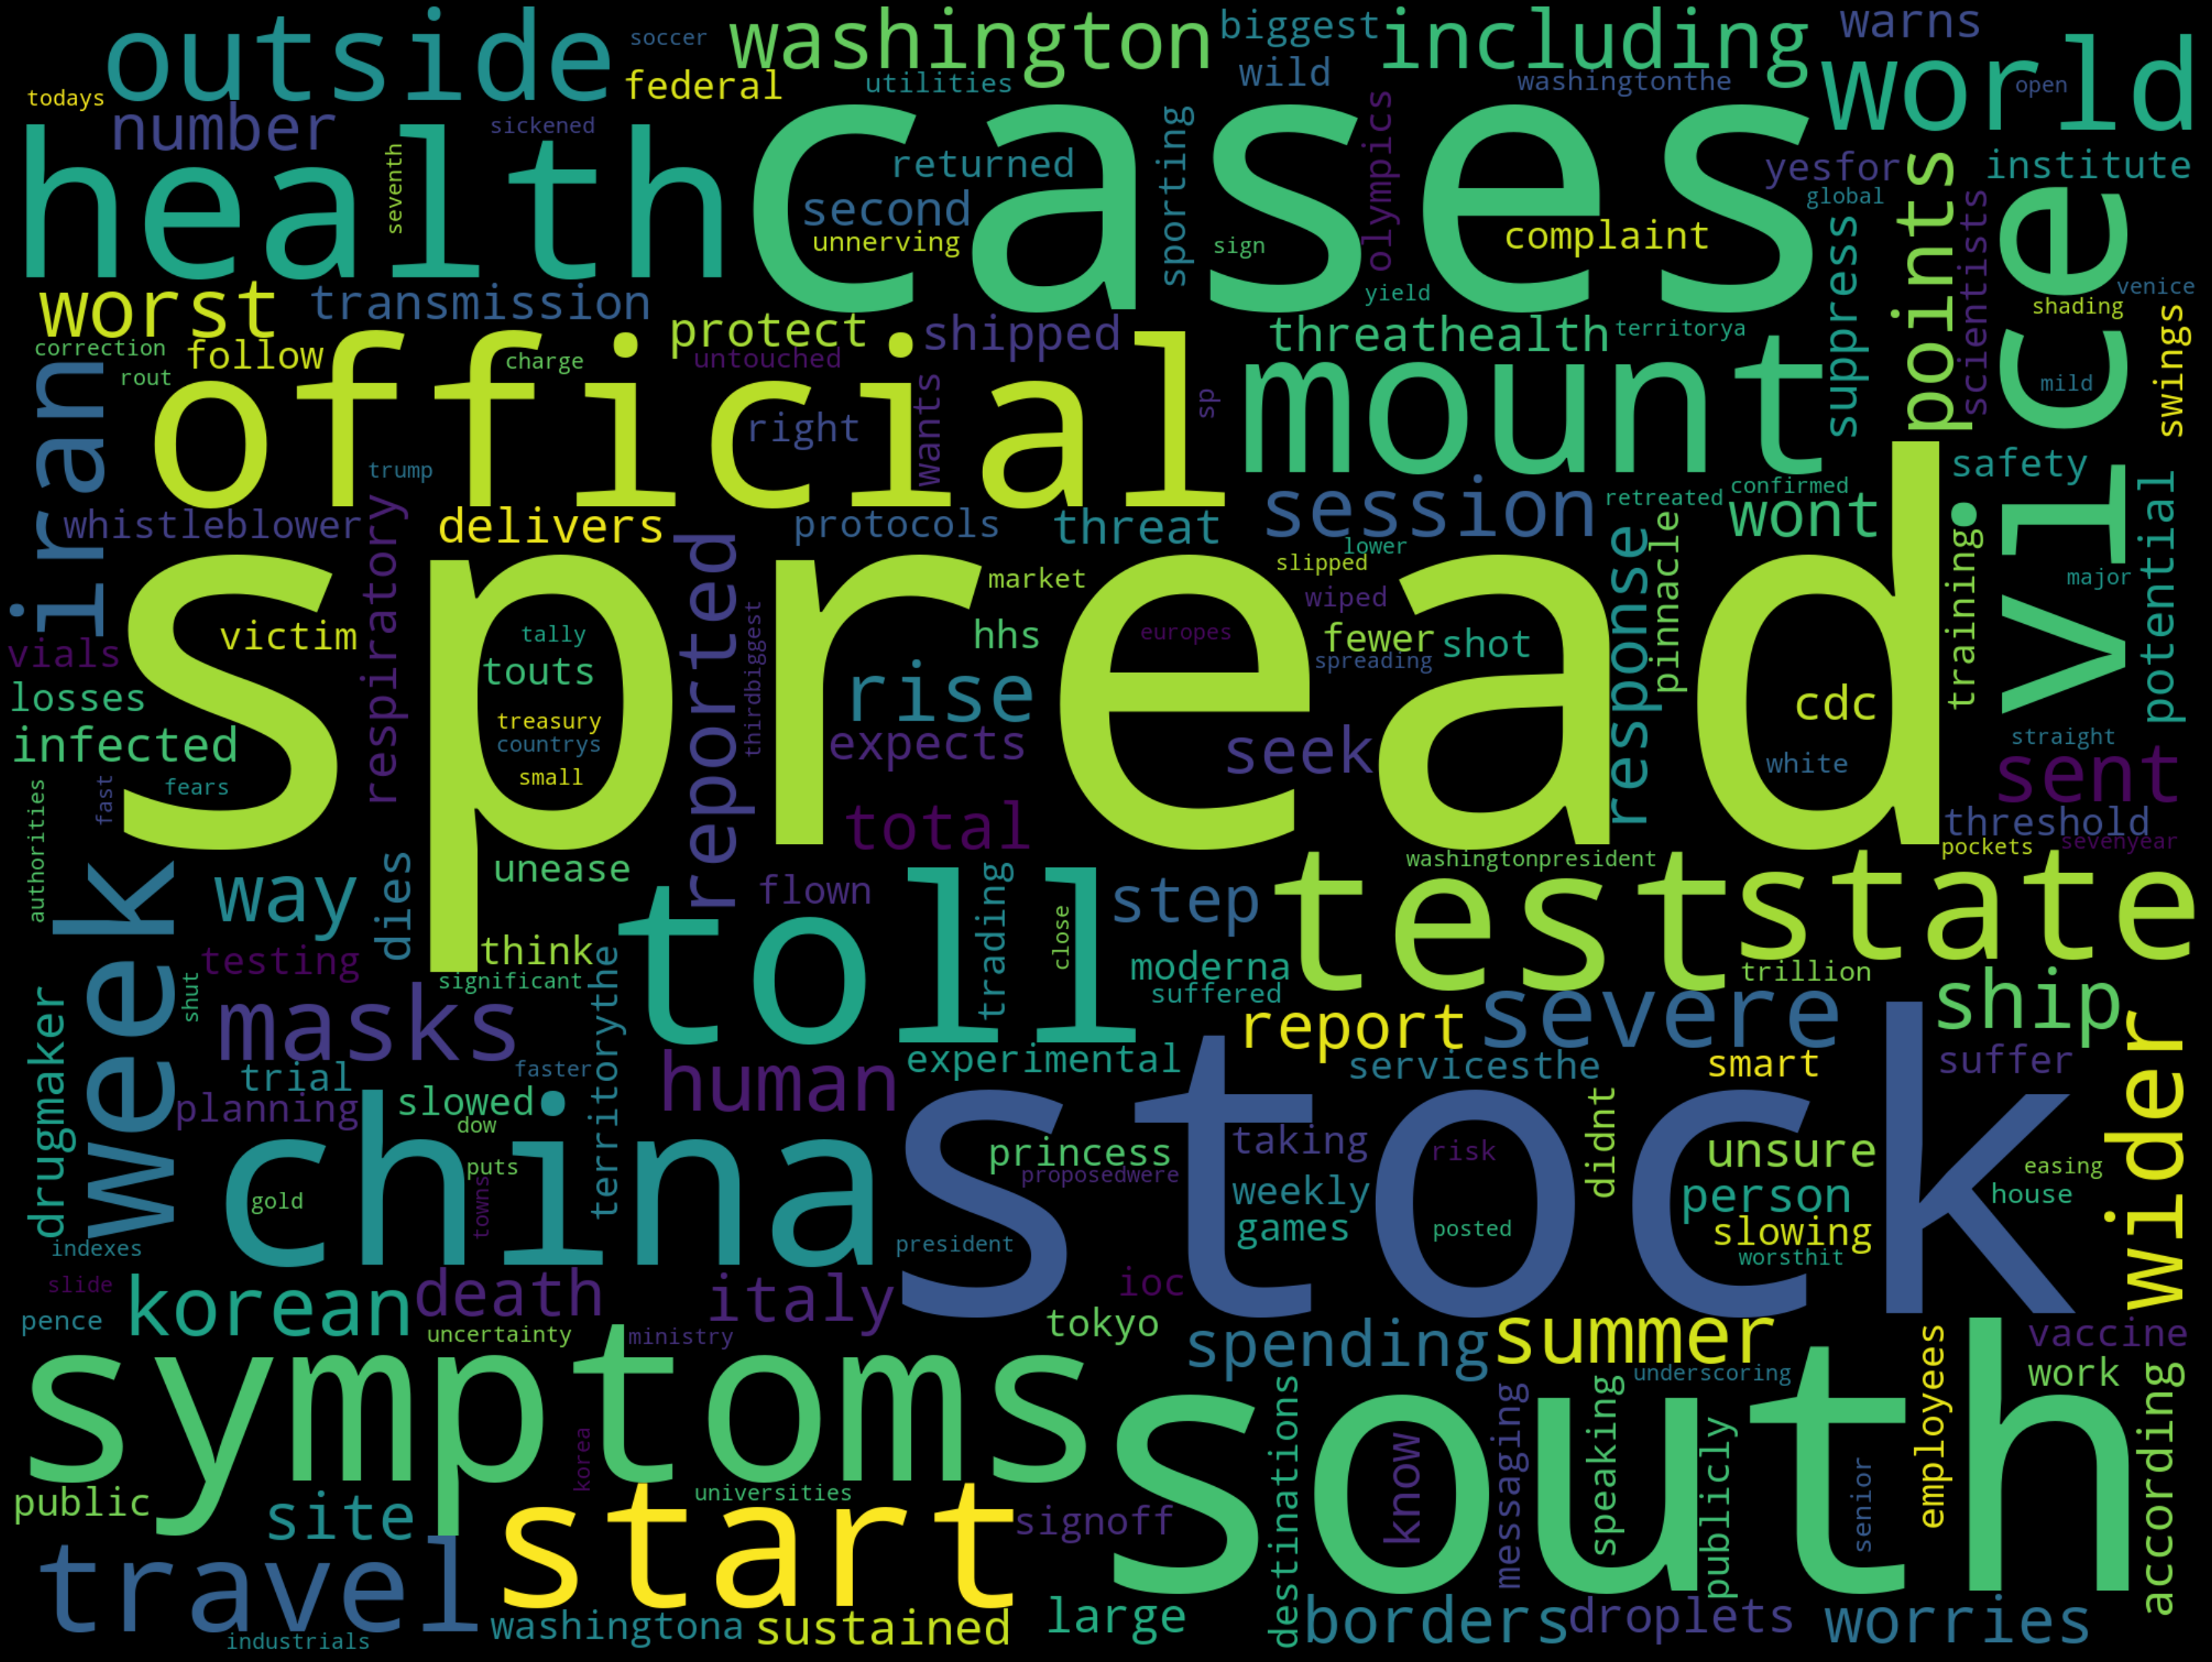 outside
soccer
washington
biggest
including
warns
todays
federal
utilities
wild
washingtonthe
world
open
number
sickened
health
seventh
cases
returned
second
unnerving
sporting
sign
olympics
complaint
yesfor
institute
global
points
scientists
vice
venice
shading
mild
swings
suppress
worst
transmission
protect
shipped
yield
threathealth
territorya
correction
follow
rout
charge
untouched
official
right
wants
sp
mount
iran
trump
whistleblower
respiratory
delivers
protocols
threat
session
retreated
confirmed
wont
safety
potential
training
major
spread
reported
market
slipped
lower
wiped
response
pinnacle
vials
victim
tally
touts
thirdbiggest
hhs
europes
fewer
shot
spreading
losses
treasury
countrys
small
rise
expects
seek
cdc
white
straight
infected
fears
fast
authorities
total
sent
threshold
pockets
sevenyear
week
way
dies
unease
flown
toll
trading
close
step
washingtonpresident
test
state
testing
think
significant
shut
territorythe
moderna
suffered
trillion
ship
drugmaker
masks
report
severe
wider
trial
faster
human
experimental
servicesthe
smart
suffer
planning
slowed
dow
stock
china
puts
towns
gold
princess
proposedwere
taking
risk
didnt
unsure
easing
house
weekly
person
games
posted
slowing
worsthit
indexes
president
slide
pence
korean
death
italy
ioc
tokyo
uncertainty
ministry
spending
summer
underscoring
vaccine
work
employees
according
symptoms
korea
south
destinations
know
messaging
speaking
publicly
senior
public
site
start
universities
signoff
travel
industrials
washingtona
sustained
large
borders
droplets
worries